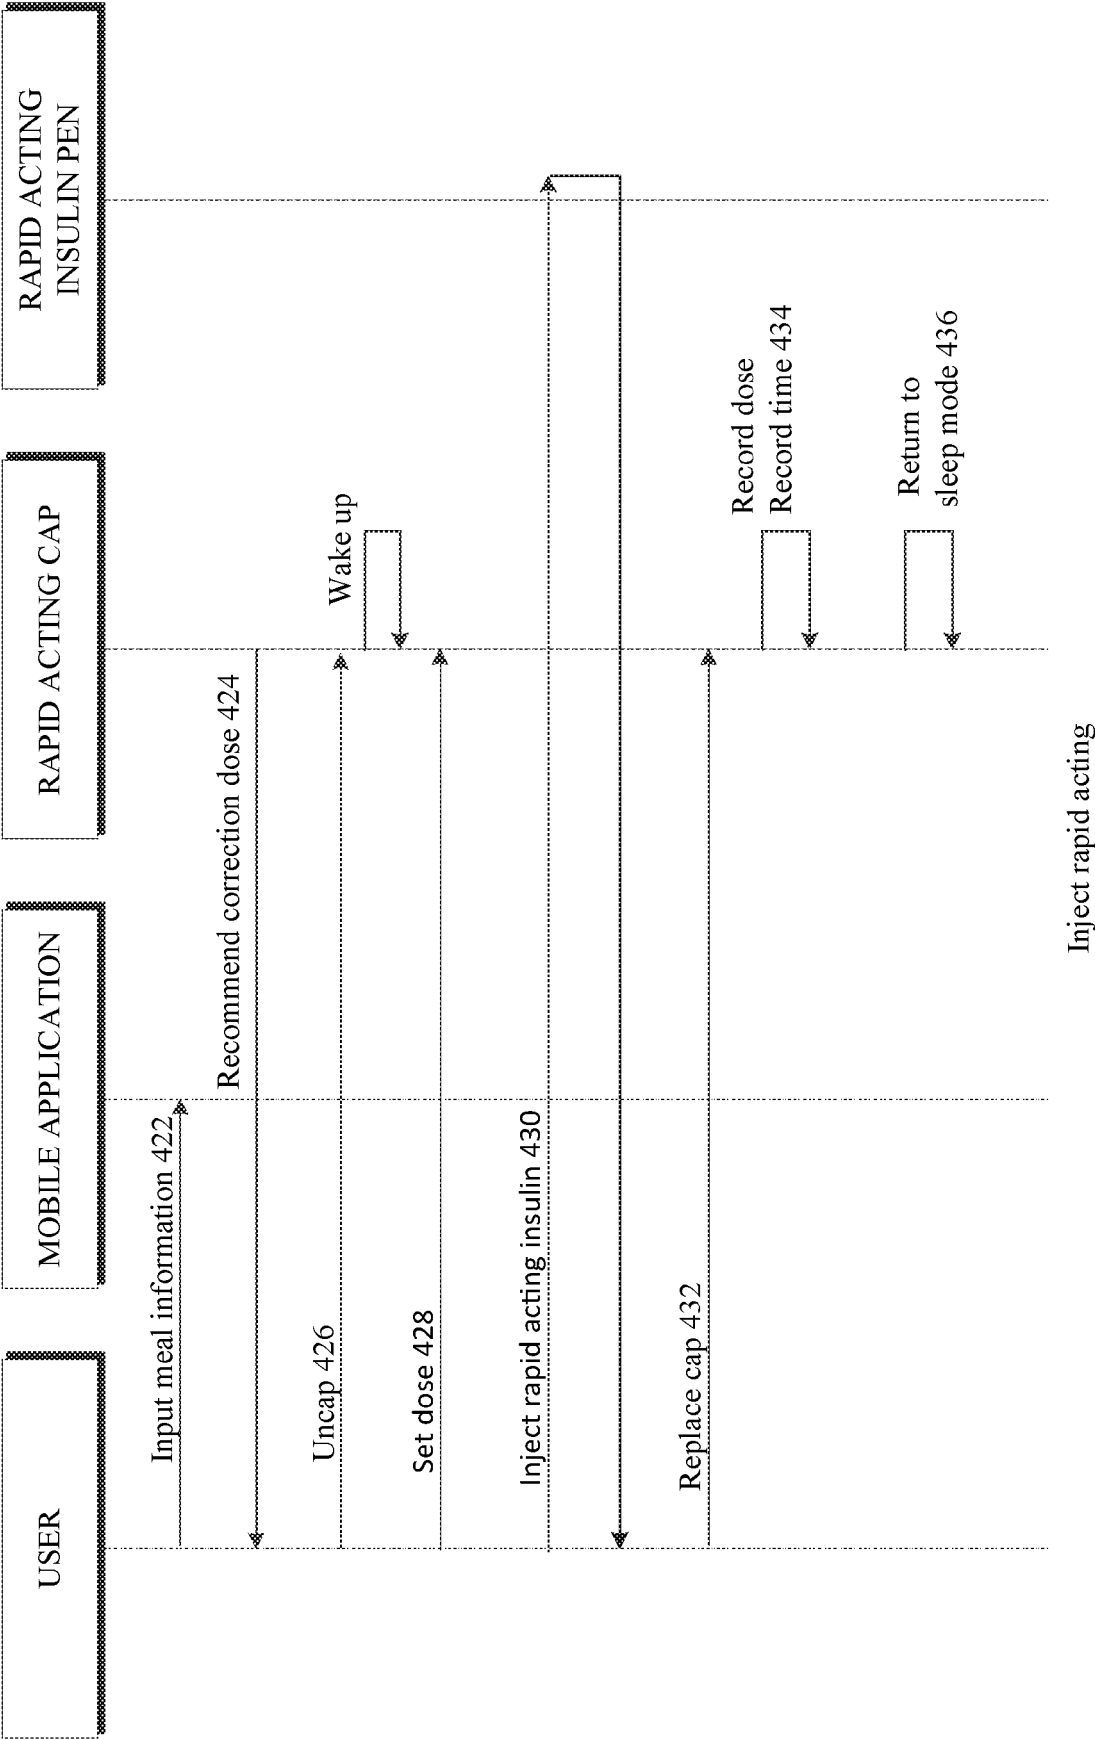 USER
MOBILE APPLICATION
RAPID ACTING CAP
RAPID ACTING
INSULIN PEN
Input meal information 422
Recommend correction dose 424
Uncap 426
Wake up
Set dose 428
Inject rapid acting insulin 430
Replace cap 432
Record dose
Record time 434
Return to
sleep mode 436
Inject rapid acting